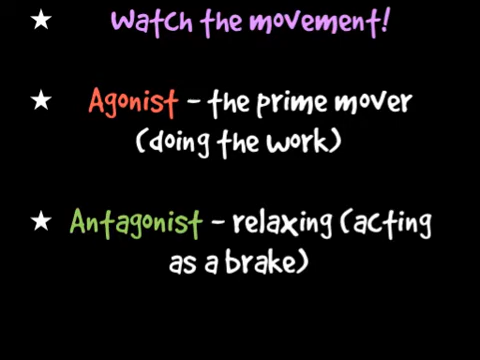 ★ Watch the movement!
★ Agonist - the prime mover
(doing the work)
★ Antagonist - relaxing (acting
as a brake)